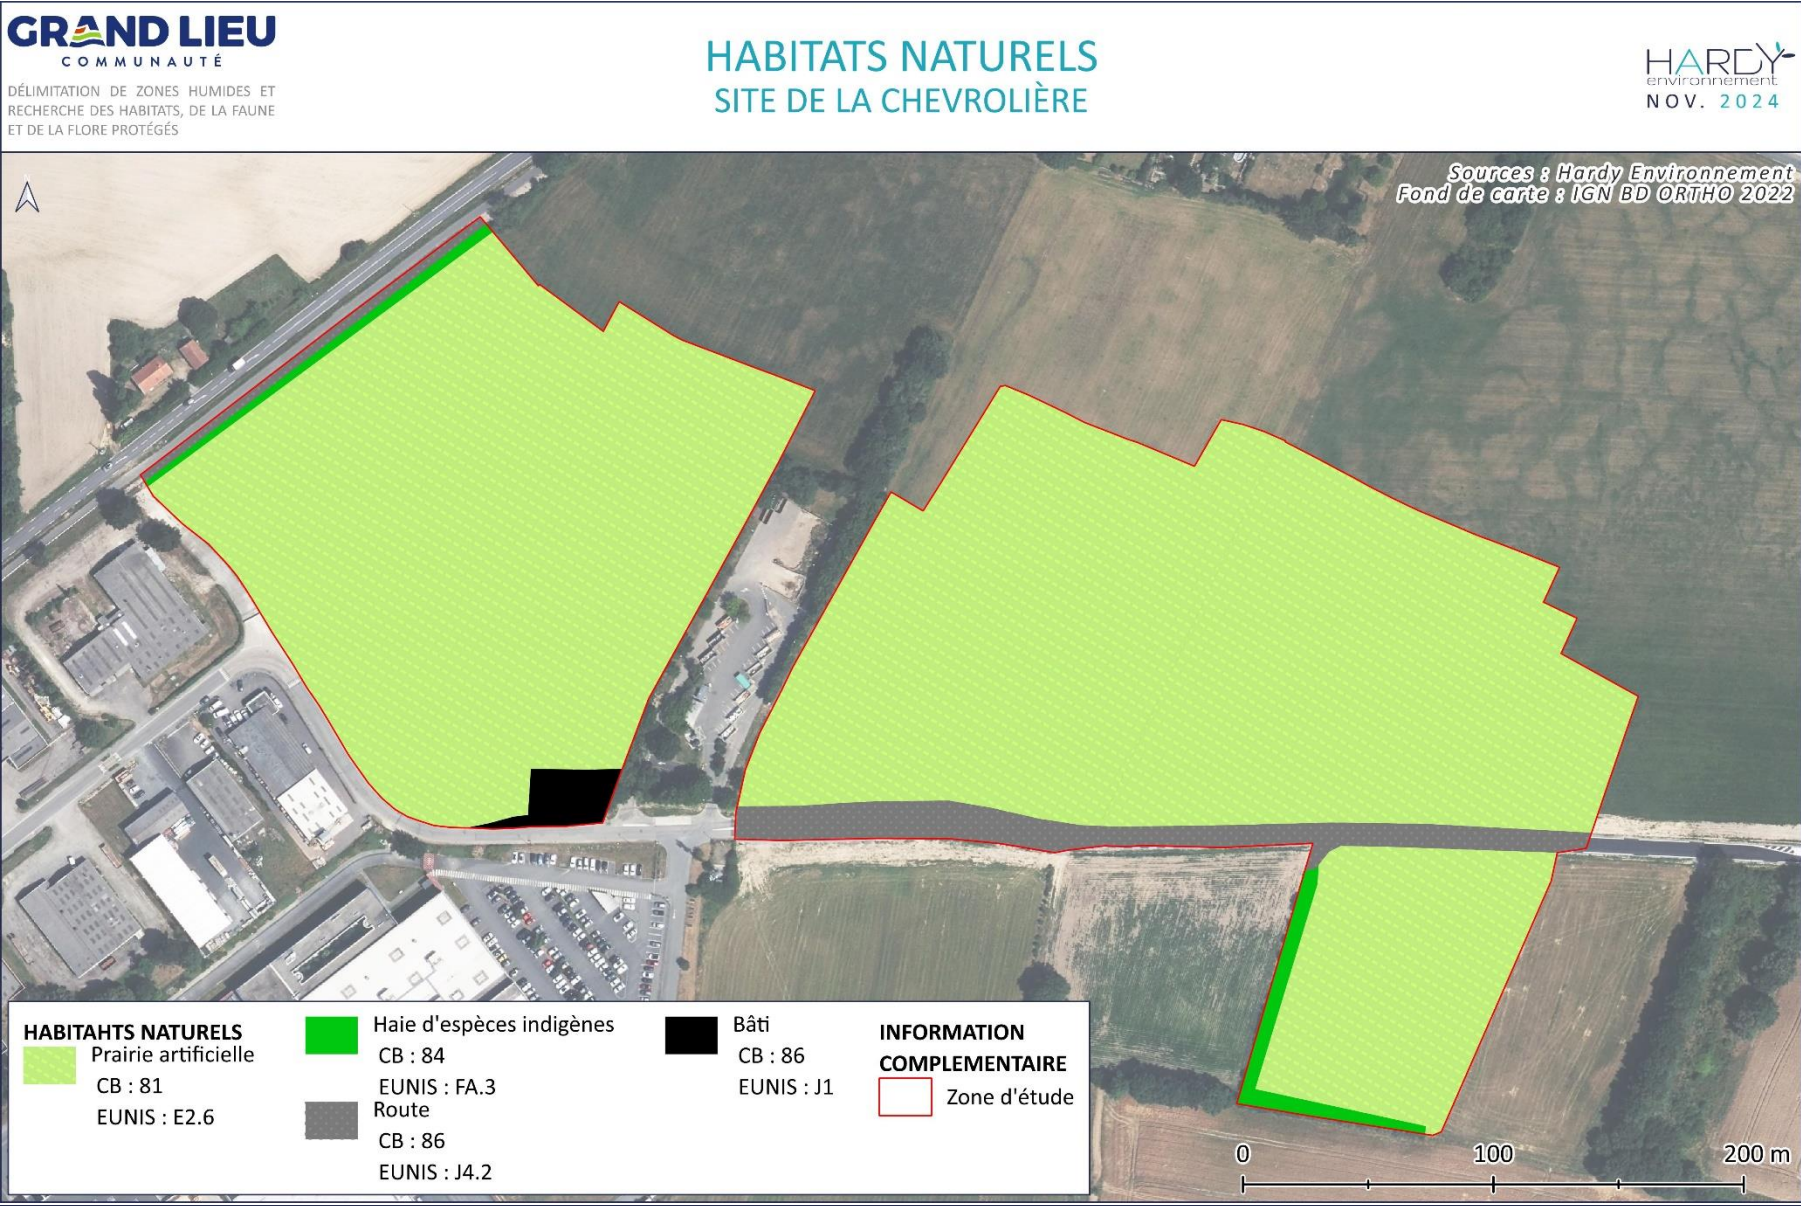 GRAND LIEU
COMMUNAUTÉ
DÉLIMITATION DE ZONES HUMIDES ET
RECHERCHE DES HABITATS, DE LA FAUNE
ET DE LA FLORE PROTÉGÉS
HABITATS NATURELS
SITE DE LA CHEVROLIÈRE
HARDY
environnement
NOV. 2024
Sources : Hardy Environnement
Fond de carte : IGN BD ORTHO 2022
HABITAHTS NATURELS
Prairie artificielle
CB : 81
EUNIS : E2.6
Haie d'espèces indigènes
CB : 84
EUNIS : FA.3
Route
CB : 86
EUNIS : J4.2
Bâti
CB : 86
EUNIS : J1
INFORMATION
COMPLEMENTAIRE
Zone d'étude
0 100 200 m